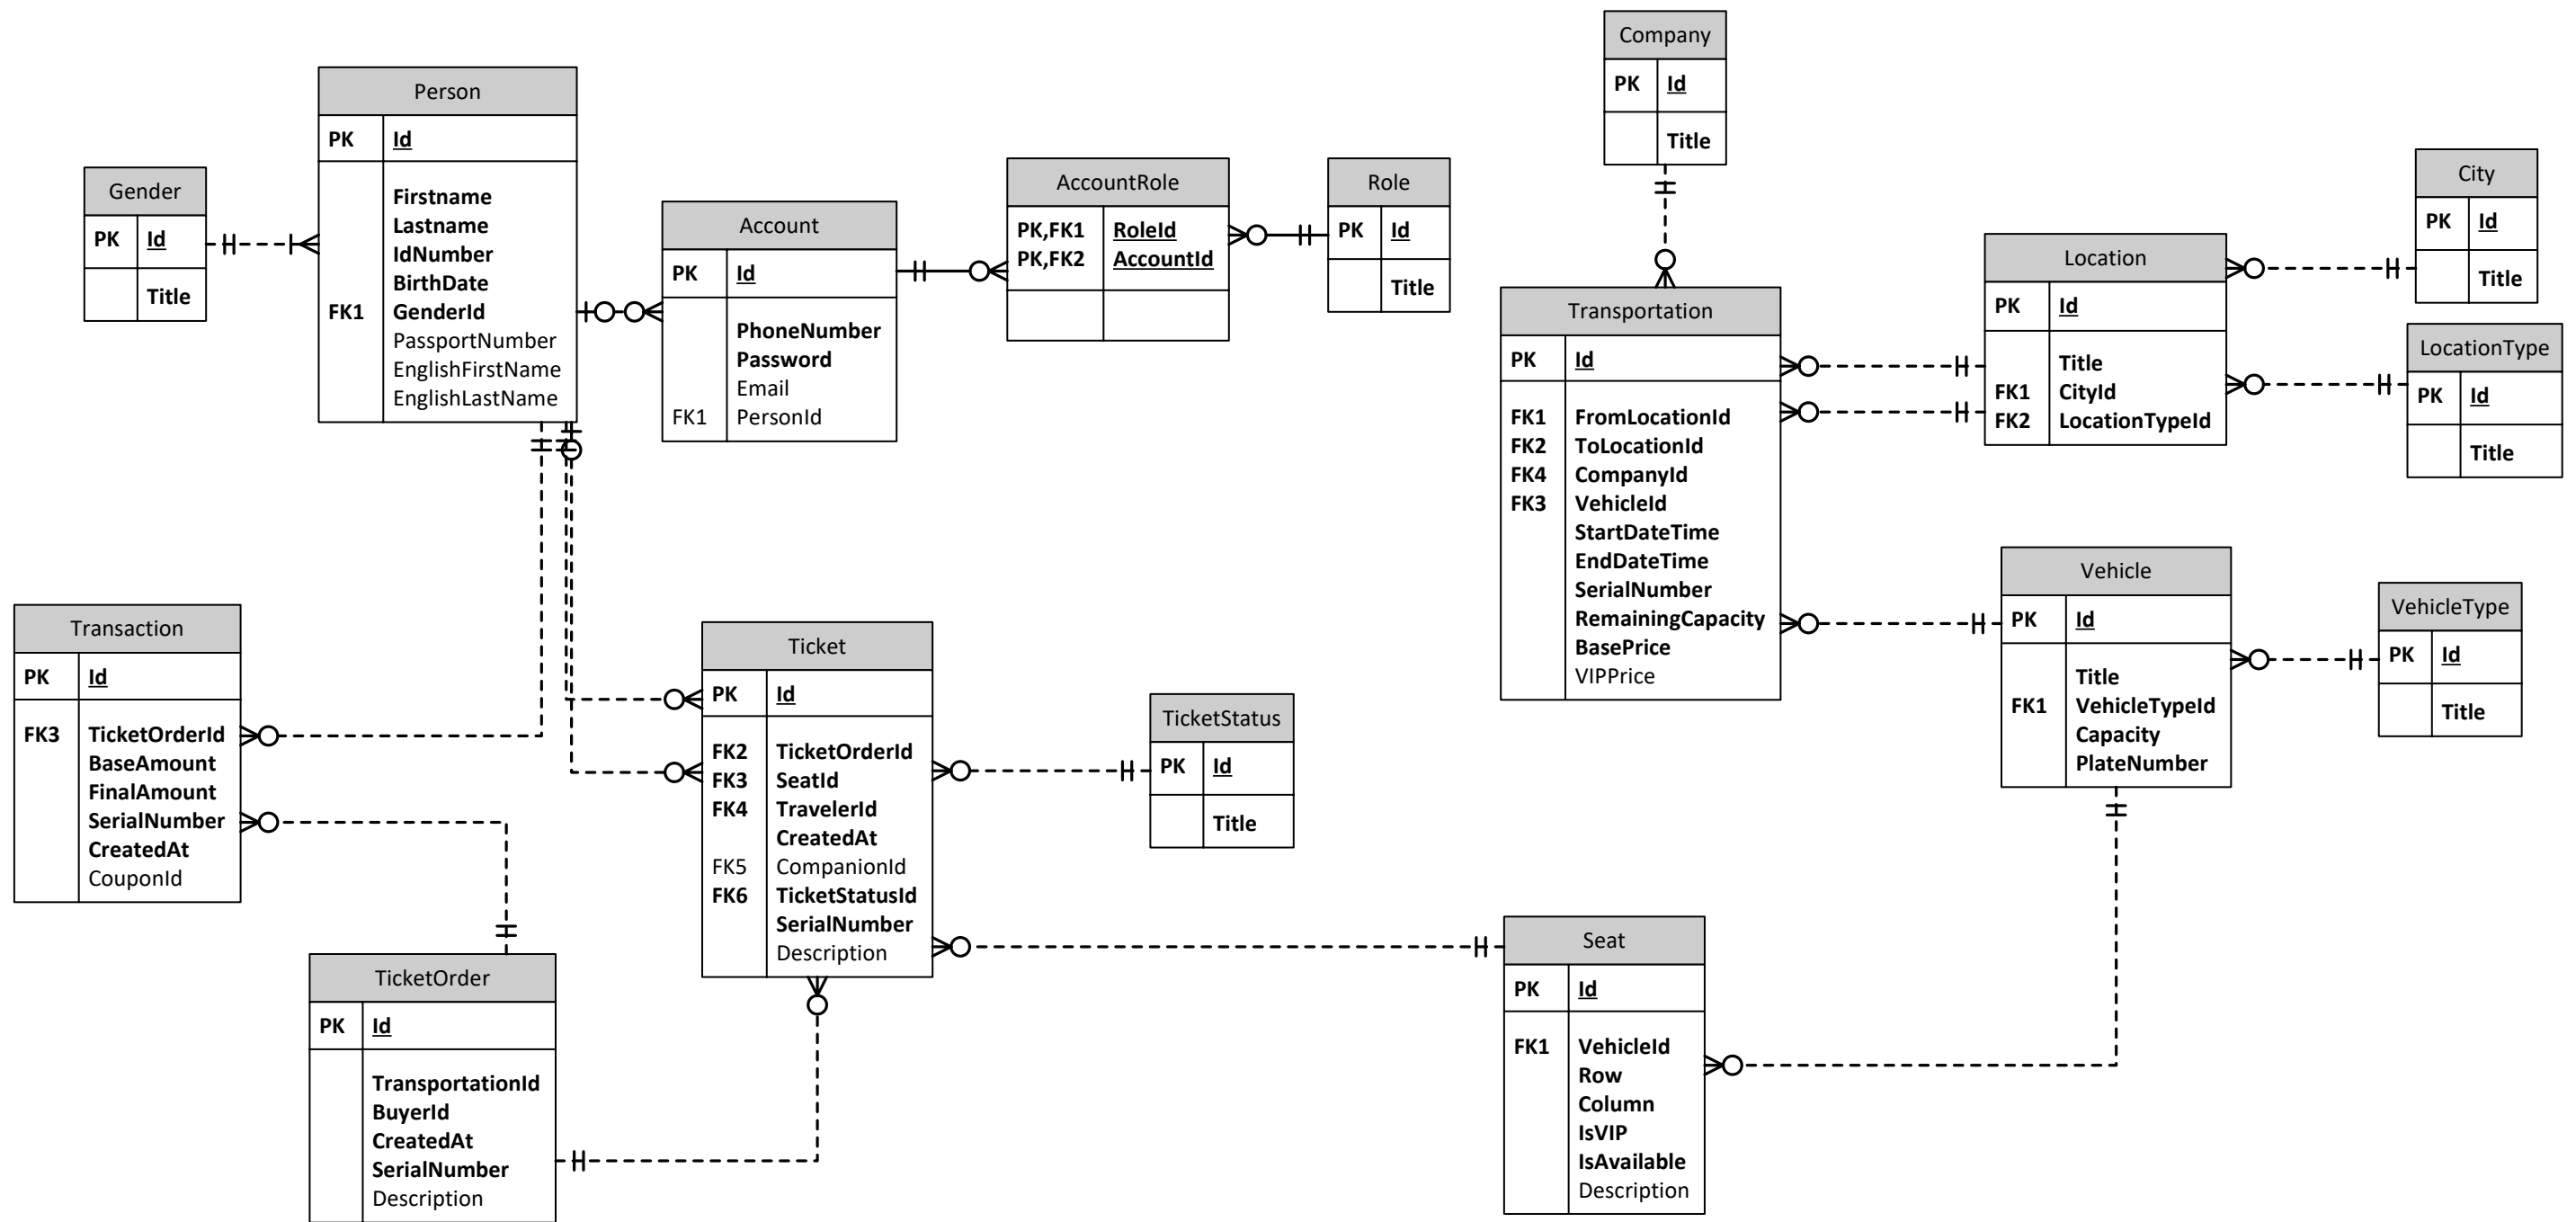 Company
PK Id
Title
Person
PK Id
Firstname
Lastname
IdNumber
BirthDate
FK1 GenderId
PassportNumber
EnglishFirstName
EnglishLastName
Gender
PK Id
Title
Account
PK Id
PhoneNumber
Password
Email
FK1 PersonId
AccountRole
PK,FK1 RoleId
PK,FK2 AccountId
Role
PK Id
Title
Transportation
PK Id
FK1 FromLocationId
FK2 ToLocationId
FK4 CompanyId
FK3 VehicleId
StartDateTime
EndDateTime
SerialNumber
RemainingCapacity
BasePrice
VIPPrice
Location
PK Id
Title
FK1 CityId
FK2 LocationTypeId
City
PK Id
Title
LocationType
PK Id
Title
Transaction
PK Id
FK3 TicketOrderId
BaseAmount
FinalAmount
SerialNumber
CreatedAt
CouponId
Ticket
PK Id
FK2 TicketOrderId
FK3 SeatId
FK4 TravelerId
CreatedAt
FK5 CompanionId
FK6 TicketStatusId
SerialNumber
Description
TicketStatus
PK Id
Title
Vehicle
PK Id
Title
FK1 VehicleTypeId
Capacity
PlateNumber
VehicleType
PK Id
Title
TicketOrder
PK Id
TransportationId
BuyerId
CreatedAt
SerialNumber
Description
Seat
PK Id
FK1 VehicleId
Row
Column
IsVIP
IsAvailable
Description